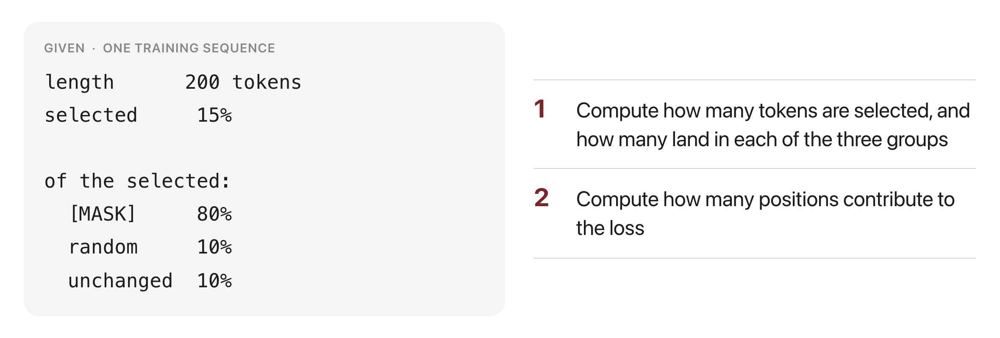 GIVEN · ONE TRAINING SEQUENCE
length 200 tokens
selected 15%
of the selected:
[MASK] 80%
random 10%
unchanged 10%
1 Compute how many tokens are selected, and
how many land in each of the three groups
2 Compute how many positions contribute to
the loss